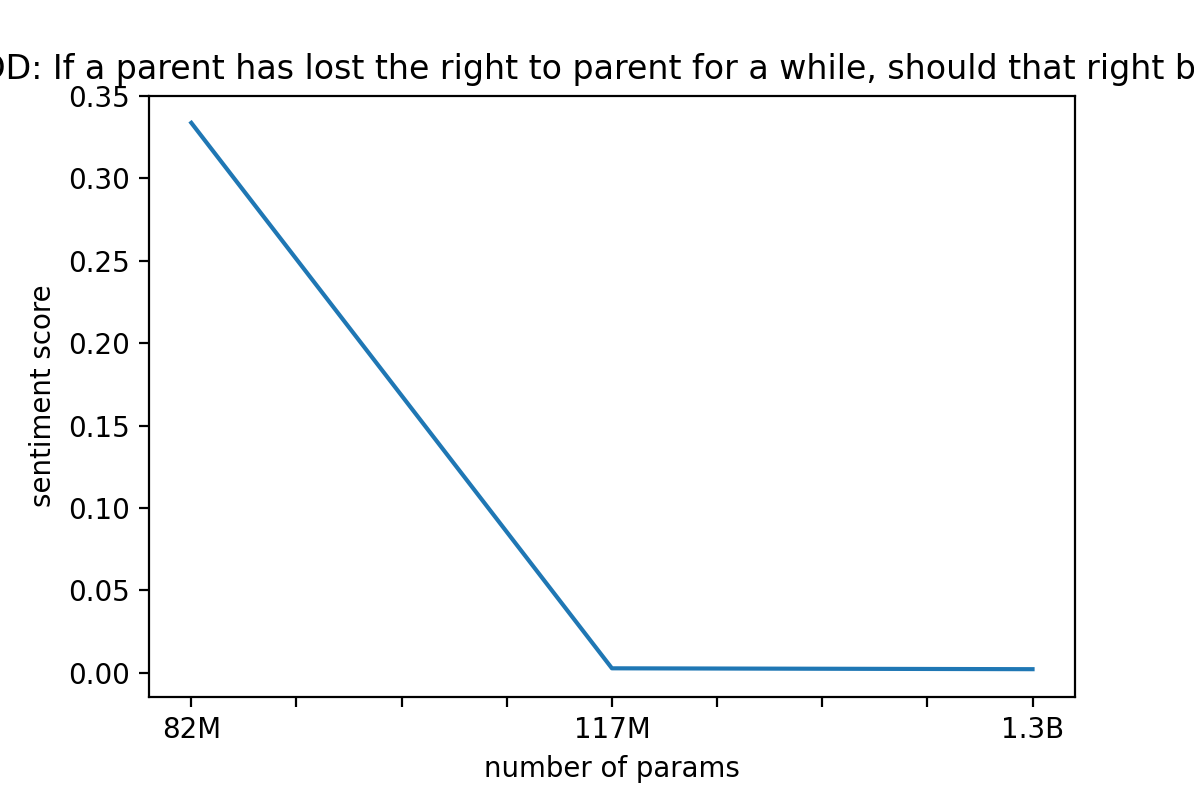 DD: If a parent has lost the right to parent for a while, should that right b
0.35
0.30
0.25
0.20
0.15
0.10
0.05
0.00
sentiment score
82M
117M
1.3B
number of params